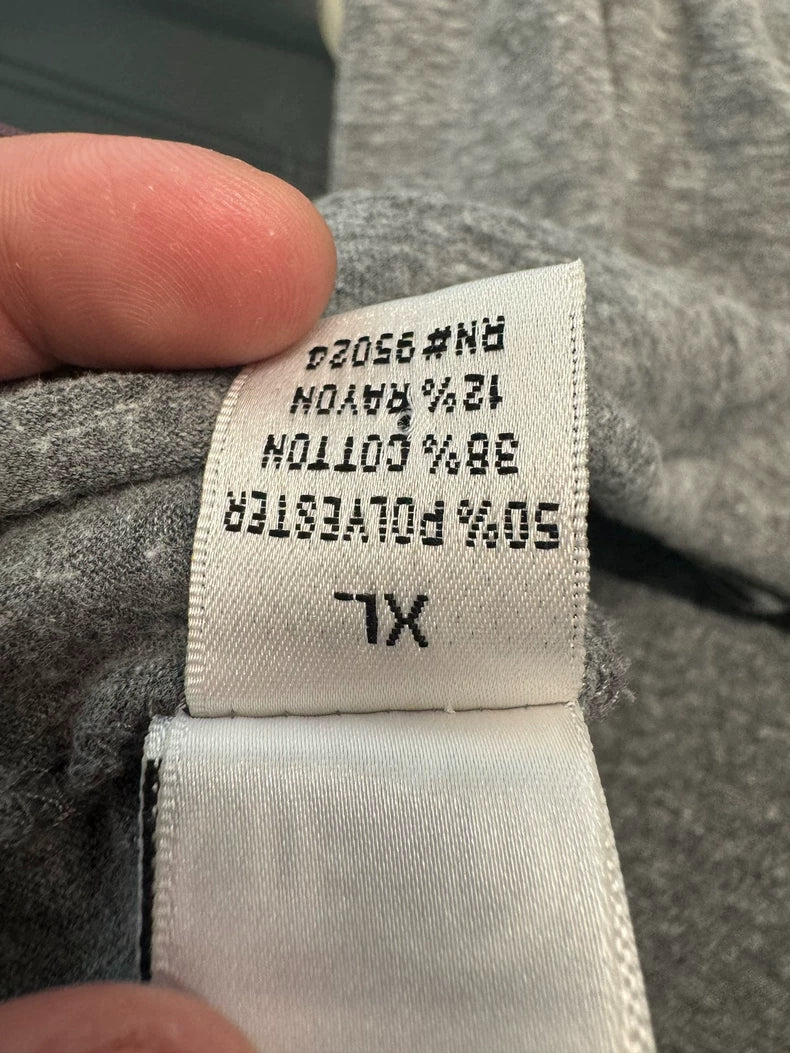 XL
50% POLYESTER
38% COTTON
12% RAYON
RN#95024